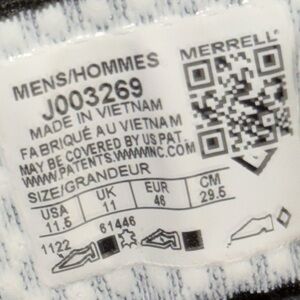 MENS/HOMMES
MERRELL
J003269
MADE IN VIETNAM
FABRIQUÉ AU VIETNAM
MAY BE COVERED BY US PAT.
WWW.PATENTS.WWWINC.COM
SIZE/GRANDEUR
USA UK EUR CM
11.5 11 46 29.5
1122 61446